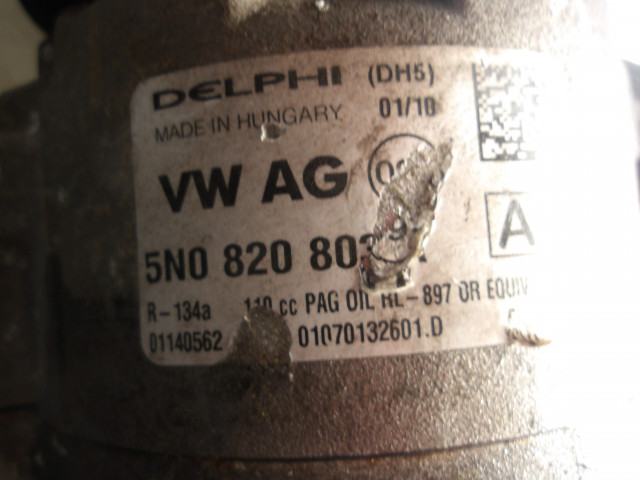 DELPHI (DH5)
MADE IN HUNGARY 01/10
VW AG
A
5N0 820
R-134a 110 cc PAG OIL RL-897 OR EQUIV
01140562 01070132601.D